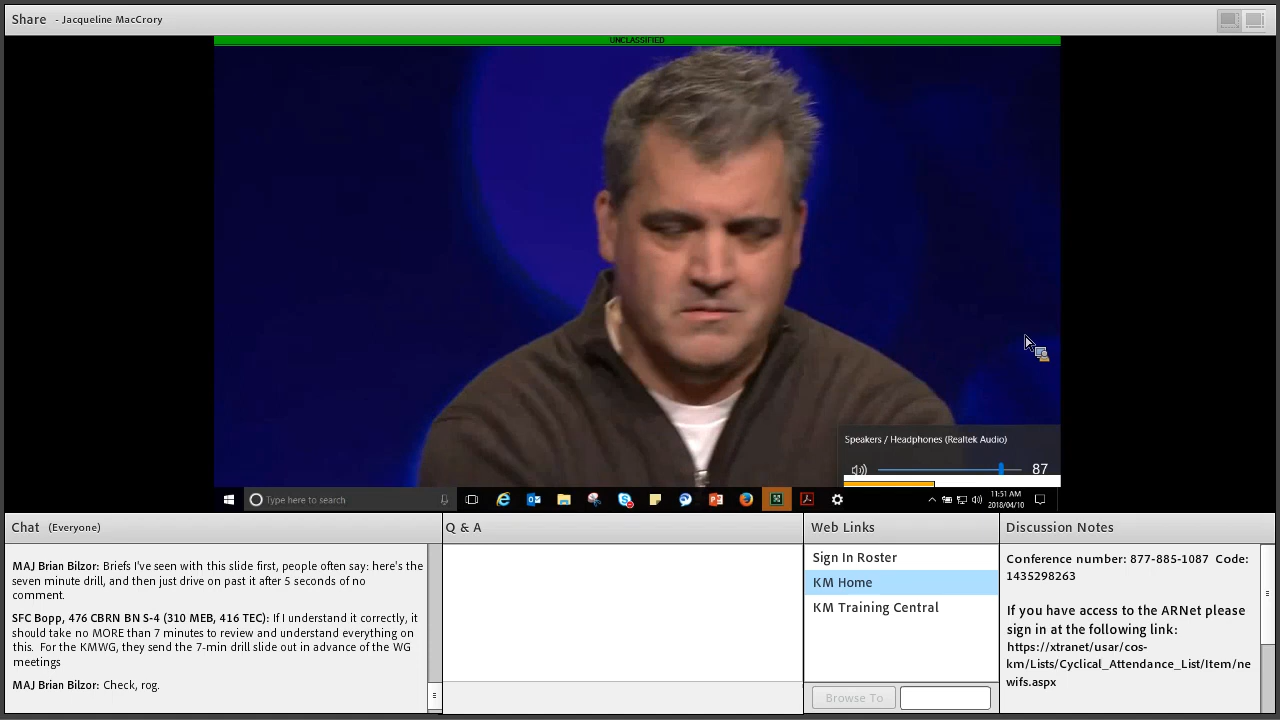 Share - Jacqueline MacCrory
UNCLASSIFIED
Speakers / Headphones (Realtek Audio)
87
Type here to search
11:51 AM
2018/04/10
Chat (Everyone)
MAJ Brian Bilzor: Briefs I've seen with this slide first, people often say: here's the
seven minute drill, and then just drive on past it after 5 seconds of no
comment.
SFC Bopp, 476 CBRN BN S-4 (310 MEB, 416 TEC): If I understand it correctly, it
should take no MORE than 7 minutes to review and understand everything on
this. For the KMWG, they send the 7-min drill slide out in advance of the WG
meetings
MAJ Brian Bilzor: Check, rog.
Q & A
Web Links
Sign In Roster
KM Home
KM Training Central
Browse To
Discussion Notes
Conference number: 877-885-1087 Code:
1435298263
If you have access to the ARNet please
sign in at the following link:
https://xtranet/usar/cos-
km/Lists/Cyclical_Attendance_List/Item/ne
wifs.aspx